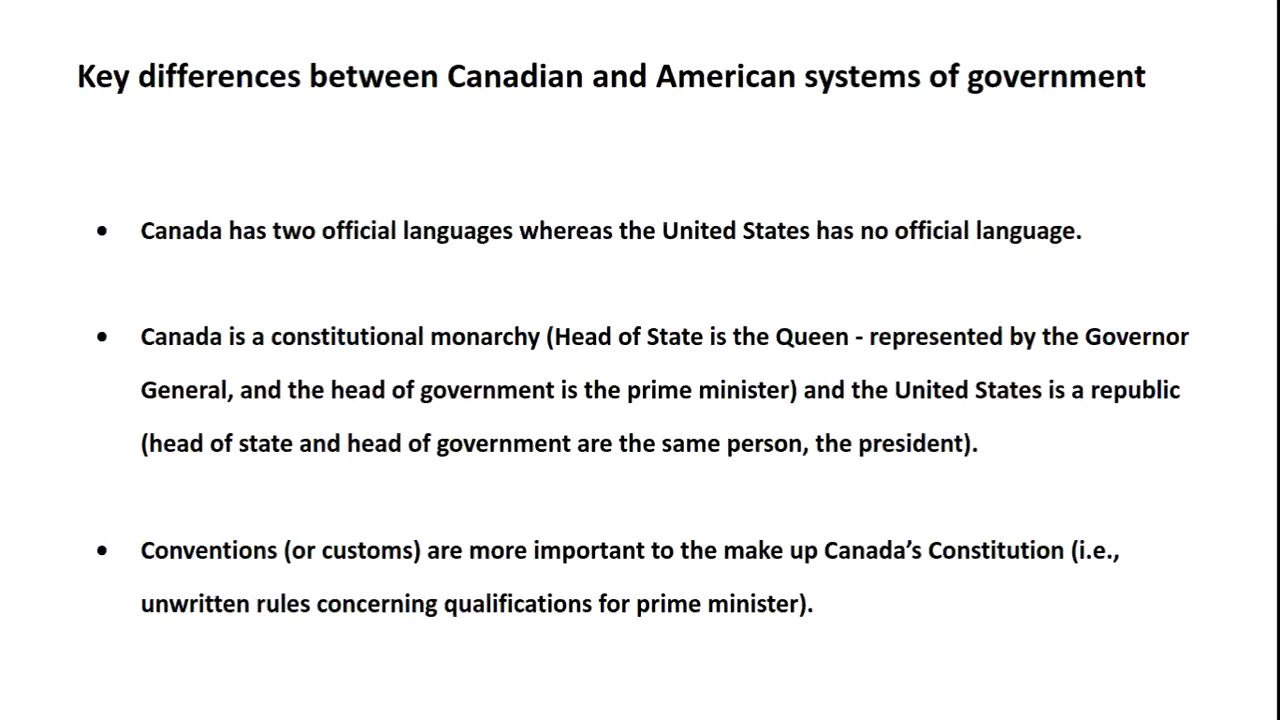 Key differences between Canadian and American systems of government
• Canada has two official languages whereas the United States has no official language.
• Canada is a constitutional monarchy (Head of State is the Queen - represented by the Governor
General, and the head of government is the prime minister) and the United States is a republic
(head of state and head of government are the same person, the president).
• Conventions (or customs) are more important to the make up Canada’s Constitution (i.e.,
unwritten rules concerning qualifications for prime minister).